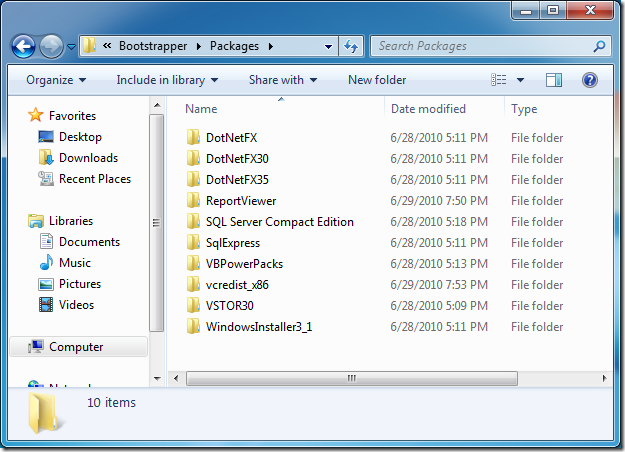 « Bootstrapper Packages Search Packages
Organize Include in library Share with New folder
Favorites
Desktop
Downloads
Recent Places
Libraries
Documents
Music
Pictures
Videos
Computer
Name Date modified Type
DotNetFX 6/28/2010 5:11 PM File folder
DotNetFX30 6/28/2010 5:11 PM File folder
DotNetFX35 6/28/2010 5:11 PM File folder
ReportViewer 6/29/2010 7:50 PM File folder
SQL Server Compact Edition 6/28/2010 5:18 PM File folder
SqlExpress 6/28/2010 5:11 PM File folder
VBPowerPacks 6/28/2010 5:13 PM File folder
vcredist_x86 6/29/2010 7:53 PM File folder
VSTOR30 6/28/2010 5:09 PM File folder
WindowsInstaller3_1 6/28/2010 5:11 PM File folder
10 items